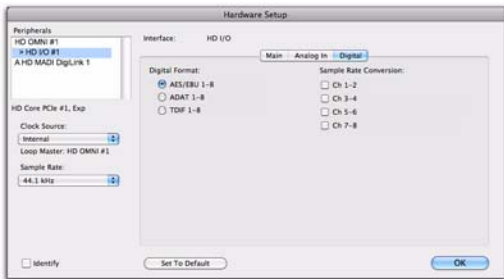 Hardware Setup
Peripherals
HD OMNI #1
> HD I/O #1
A HD MADI DigiLink 1
HD Core PCIe #1, Exp
Clock Source:
Internal
Loop Master: HD OMNI #1
Sample Rate:
44.1 kHz
Identify
Interface: HD I/O
Main Analog In Digital
Digital Format:
AES/EBU 1-8
ADAT 1-8
TDIF 1-8
Sample Rate Conversion:
Ch 1-2
Ch 3-4
Ch 5-6
Ch 7-8
Set To Default
OK